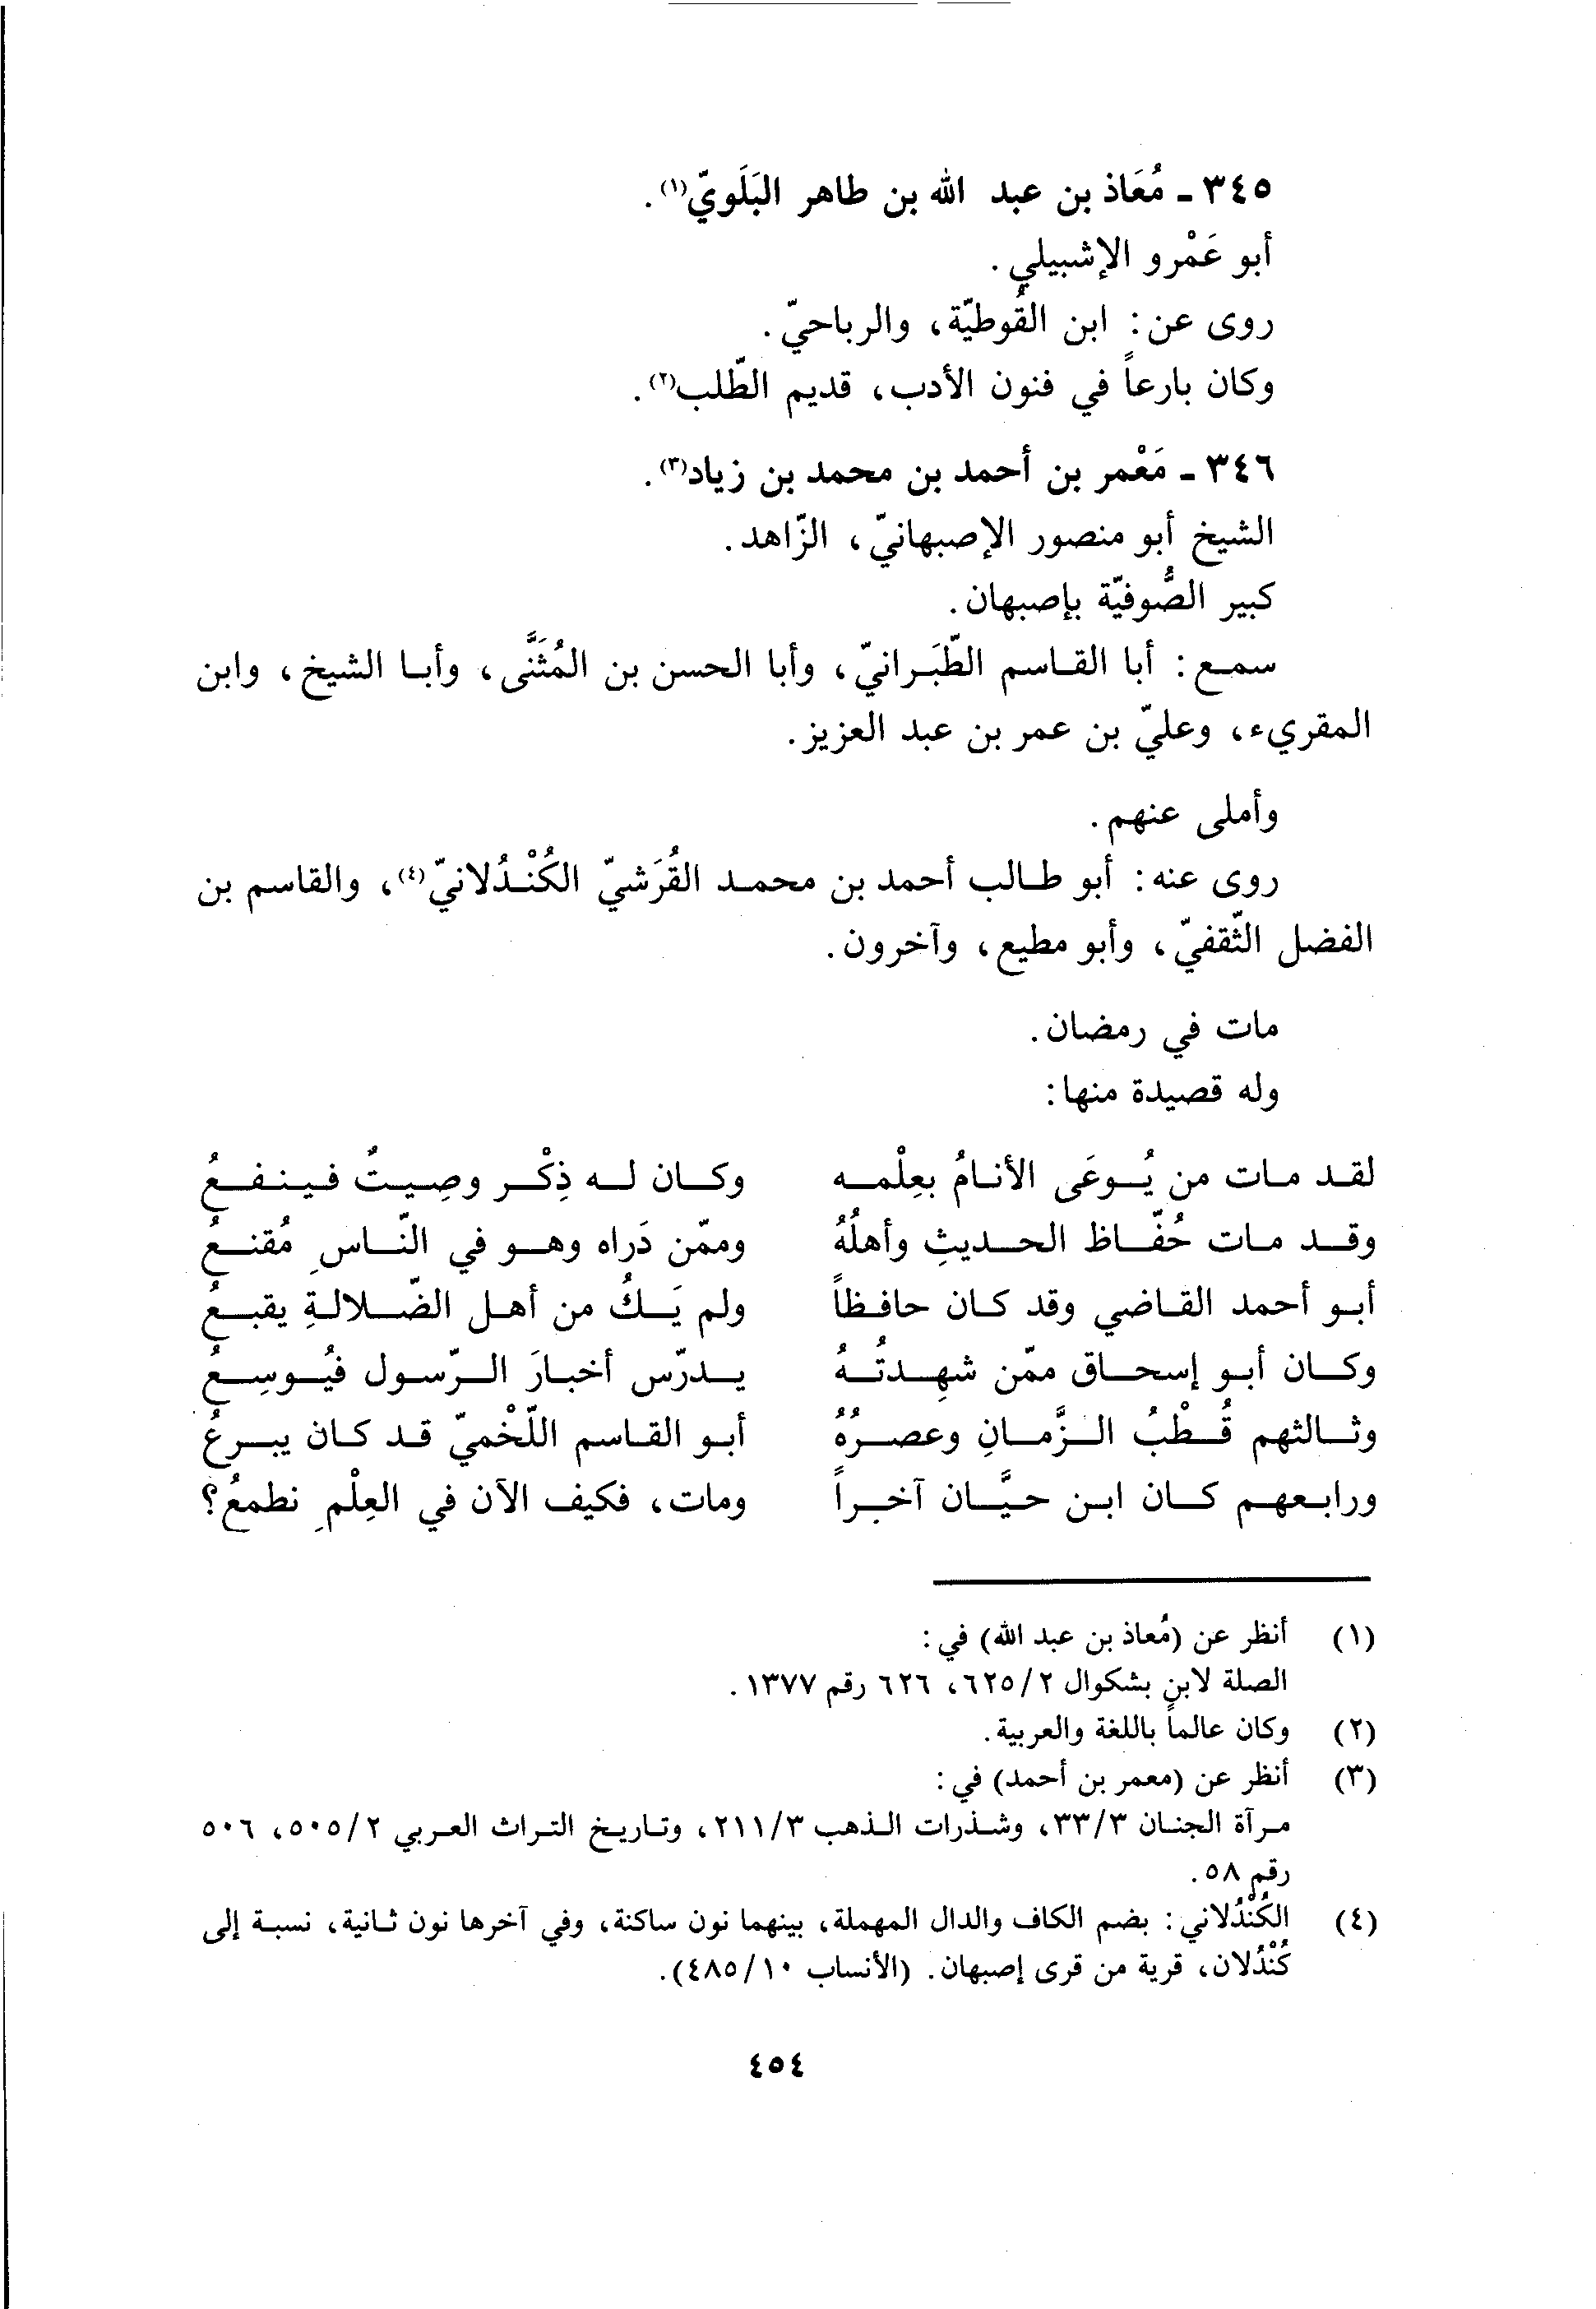 ٣٤٥ ـ مُعَاذ بن عبد الله بن طاهر البَلَويّ(١).
أبو عَمْرو الإشبيلي.
روى عن: ابن القُوطيّة، والرباحيّ.
وكان بارعاً في فنون الأدب، قديم الطّلب(٢).
٣٤٦ ـ مَعْمر بن أحمد بن محمد بن زياد(٣).
الشيخ أبو منصور الإصبهانيّ، الزّاهد.
كبير الصُّوفيّة بإصبهان.
سمع: أبا القاسم الطّبَرانيّ، وأبا الحسن بن المُثَنَّى، وأبا الشيخ، وابن
المقريء، وعليّ بن عمر بن عبد العزيز.
وأملى عنهم.
روى عنه: أبو طالب أحمد بن محمد القُرَشيّ الكُنْدُلانيّ(٤)، والقاسم بن
الفضل الثّقفيّ، وأبو مطيع، وآخرون.
مات في رمضان.
وله قصيدة منها:
لقد مات من يُوعَى الأنامُ بعِلْمه وكان له ذِكْر وصِيتٌ فينفعُ
وقد مات حُفّاظ الحديثِ وأهلُهُ وممّن دَراه وهو في النّاسِ مُقنعُ
أبو أحمد القاضي وقد كان حافظاً ولم يَكُ من أهل الضّلالةِ يقبعُ
وكان أبو إسحاق ممّن شهِدتُهُ يدرّس أخبارَ الرّسول فيُوسِعُ
وثالثهم قُطْبُ الزَّمانِ وعصرُهُ أبو القاسم اللّخْميّ قد كان يبرعُ
ورابعهم كان ابن حيَّان آخراً ومات، فكيف الآن في العِلْمِ نطمعُ؟
(١) أنظر عن (مُعاذ بن عبد الله) في:
الصلة لابن بشكوال ٦٢٥/٢، ٦٢٦ رقم ١٣٧٧.
(٢) وكان عالماً باللغة والعربية.
(٣) أنظر عن (معمر بن أحمد) في:
مرآة الجنان ٣٣/٣، وشذرات الذهب ٢١١/٣، وتاريخ التراث العربي ٥٠٥/٢، ٥٠٦
رقم ٥٨.
(٤) الكُنْدُلاني: بضم الكاف والدال المهملة، بينهما نون ساكنة، وفي آخرها نون ثانية، نسبة إلى
كُنْدُلان، قرية من قرى إصبهان. (الأنساب ٤٨٥/١٠).
٤٥٤